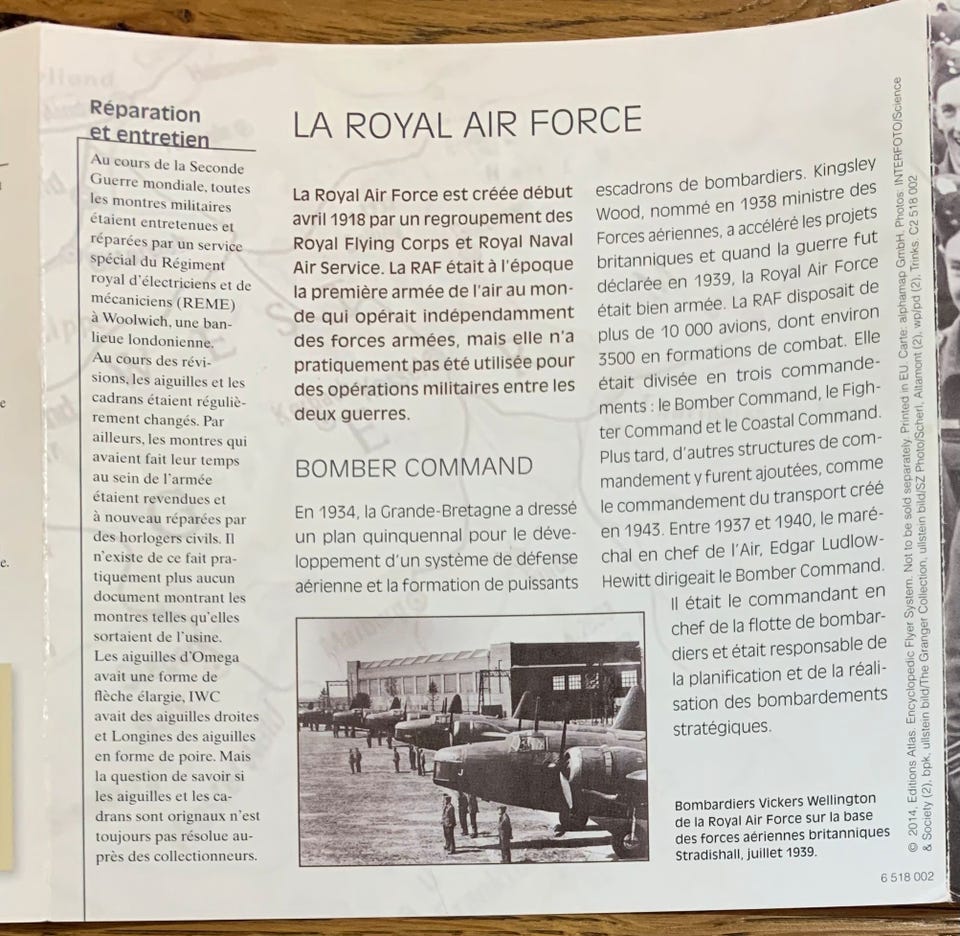 Réparation
et entretien
Au cours de la Seconde
Guerre mondiale, toutes
les montres militaires
étaient entretenues et
réparées par un service
spécial du Régiment
royal d'électriciens et de
mécaniciens (REME)
à Woolwich, une ban-
lieue londonienne.
Au cours des révi-
sions, les aiguilles et les
cadrans étaient réguliè-
rement changés. Par
ailleurs, les montres qui
avaient fait leur temps
au sein de l'armée
étaient revendues et
à nouveau réparées par
des horlogers civils. Il
n'existe de ce fait pra-
tiquement plus aucun
document montrant les
montres telles qu'elles
sortaient de l'usine.
Les aiguilles d'Omega
avait une forme de
flèche élargie, IWC
avait des aiguilles droites
et Longines des aiguilles
en forme de poire. Mais
la question de savoir si
les aiguilles et les ca-
drans sont orignaux n'est
toujours pas résolue au-
près des collectionneurs.
LA ROYAL AIR FORCE
La Royal Air Force est créée début
avril 1918 par un regroupement des
Royal Flying Corps et Royal Naval
Air Service. La RAF était à l'époque
la première armée de l'air au mon-
de qui opérait indépendamment
des forces armées, mais elle n'a
pratiquement pas été utilisée pour
des opérations militaires entre les
deux guerres.
BOMBER COMMAND
En 1934, la Grande-Bretagne a dressé
un plan quinquennal pour le déve-
loppement d'un système de défense
aérienne et la formation de puissants
escadrons de bombardiers. Kingsley
Wood, nommé en 1938 ministre des
Forces aériennes, a accéléré les projets
britanniques et quand la guerre fut
déclarée en 1939, la Royal Air Force
était bien armée. La RAF disposait de
plus de 10 000 avions, dont environ
3500 en formations de combat. Elle
était divisée en trois commande-
ments : le Bomber Command, le Figh-
ter Command et le Coastal Command.
Plus tard, d'autres structures de com-
mandement y furent ajoutées, comme
le commandement du transport créé
en 1943. Entre 1937 et 1940, le maré-
chal en chef de l'Air, Edgar Ludlow-
Hewitt dirigeait le Bomber Command.
Il était le commandant en
chef de la flotte de bombar-
diers et était responsable de
la planification et de la réali-
sation des bombardements
stratégiques.
Bombardiers Vickers Wellington
de la Royal Air Force sur la base
des forces aériennes britanniques
Stradishall, juillet 1939.
© 2014, Editions Atlas. Encyclopedic Flyer System. Not to be sold separately. Printed in EU. Carte: alphamap GmbH, Photos: INTERFOTO/Science
& Society (2), bpk, ullstein bild/The Granger Collection, ullstein bild/SZ Photo/Scherl, Altamont (2), wp/pd (2), Trinks. C2 518 002
6 518 002